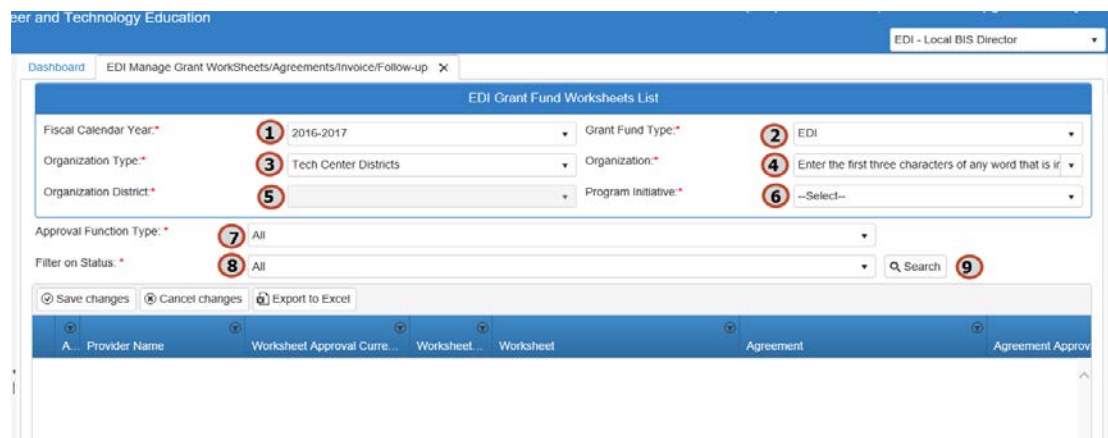 eer and Technology Education
EDI - Local BIS Director
Dashboard EDI Manage Grant WorkSheets/Agreements/Invoice/Follow-up X
EDI Grant Fund Worksheets List
Fiscal Calendar Year:* 1 2016-2017 Grant Fund Type:* 2 EDI
Organization Type:* 3 Tech Center Districts Organization:* 4 Enter the first three characters of any word that is ir
Organization District:* 5 Program Initiative:* 6 --Select--
Approval Function Type: * 7 All
Filter on Status: * 8 All Search 9
Save changes Cancel changes Export to Excel
A... Provider Name Worksheet Approval Curre... Worksheet... Worksheet Agreement Agreement Approv